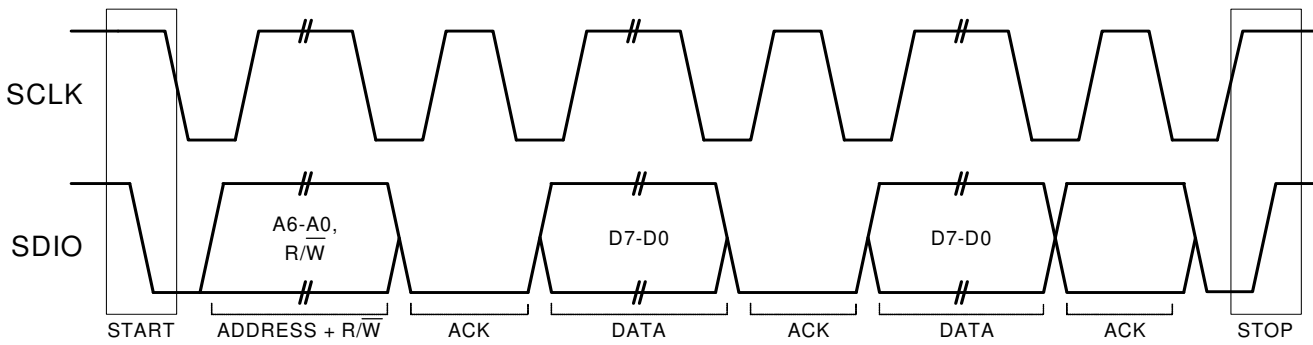 SCLK
SDIO
A6-A0,
R/W̅
D7-D0
D7-D0
START
ADDRESS + R/W̅
ACK
DATA
ACK
DATA
ACK
STOP